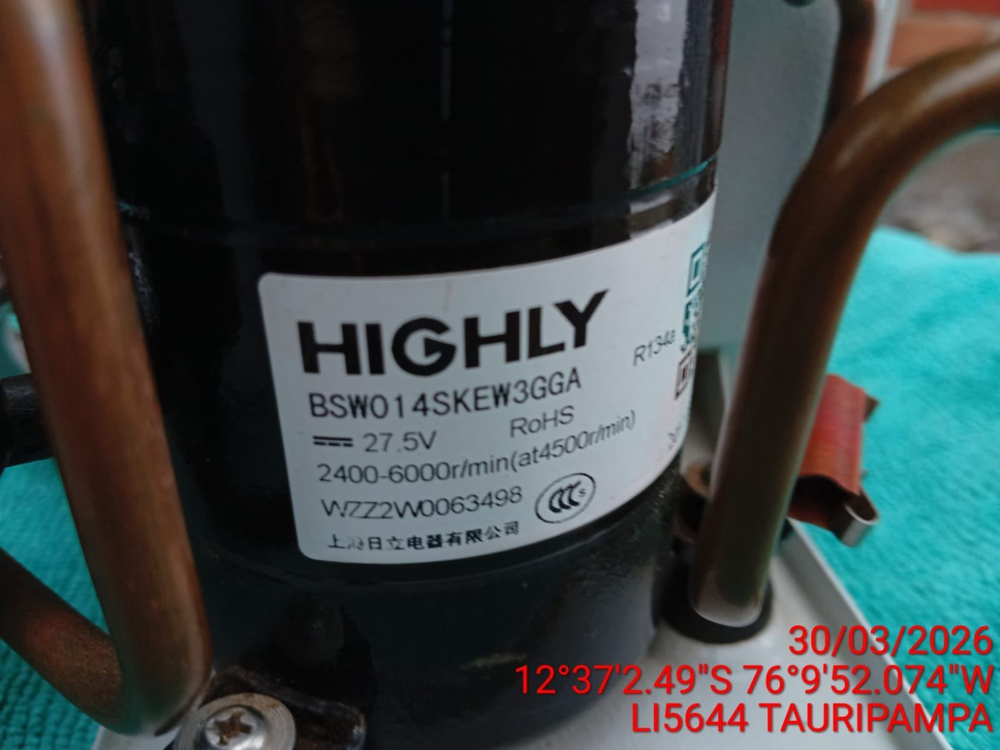 HIGHLY
R134a
BSW014SKEW3GGA
⎓ 27.5V RoHS
2400-6000r/min(at4500r/min)
WZZ2W0063498
CCC S
上海日立电器有限公司
30/03/2026
12°37'2.49"S 76°9'52.074"W
LI5644 TAURIPAMPA